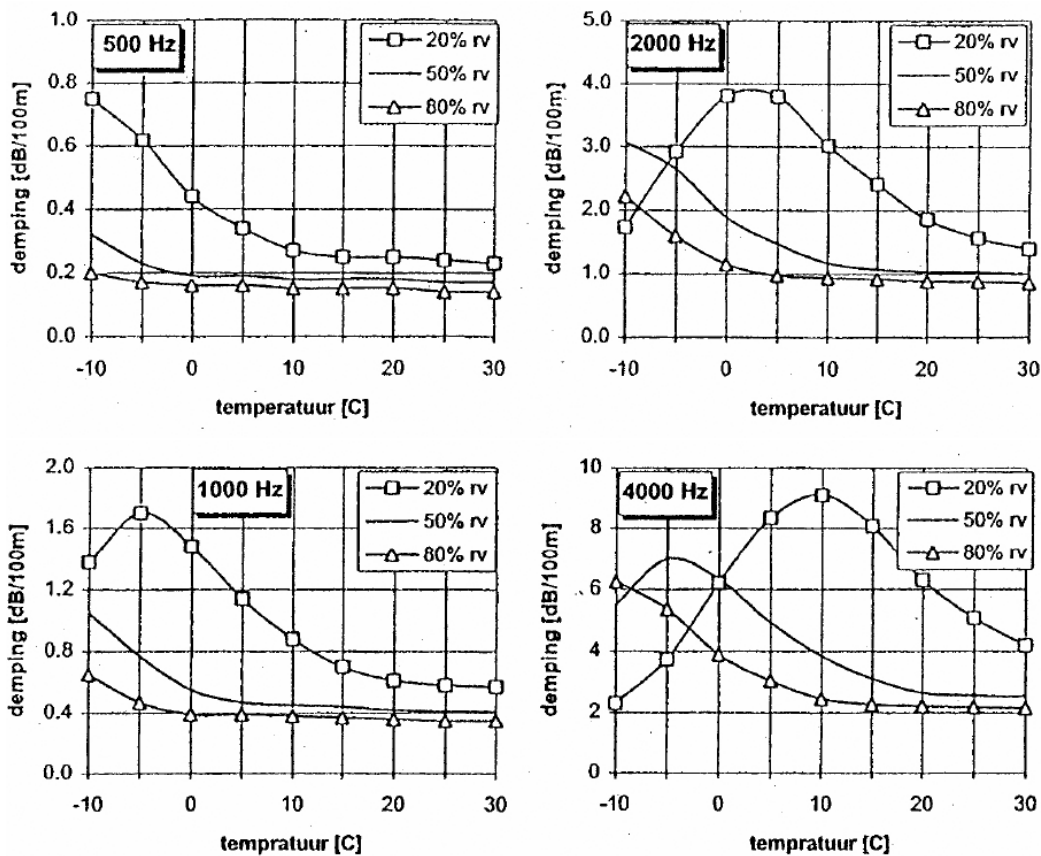 500 Hz
20% rv
50% rv
80% rv
demping [dB/100m]
1.0
0.8
0.6
0.4
0.2
0.0
-10
0
10
20
30
temperatuur [C]
2000 Hz
20% rv
50% rv
80% rv
demping [dB/100m]
5.0
4.0
3.0
2.0
1.0
0.0
-10
0
10
20
30
temperatuur [C]
1000 Hz
20% rv
50% rv
80% rv
demping [dB/100m]
2.0
1.6
1.2
0.8
0.4
0.0
-10
0
10
20
30
tempratuur [C]
4000 Hz
20% rv
50% rv
80% rv
demping [dB/100m]
10
8
6
4
2
0
-10
0
10
20
30
tempratuur [C]